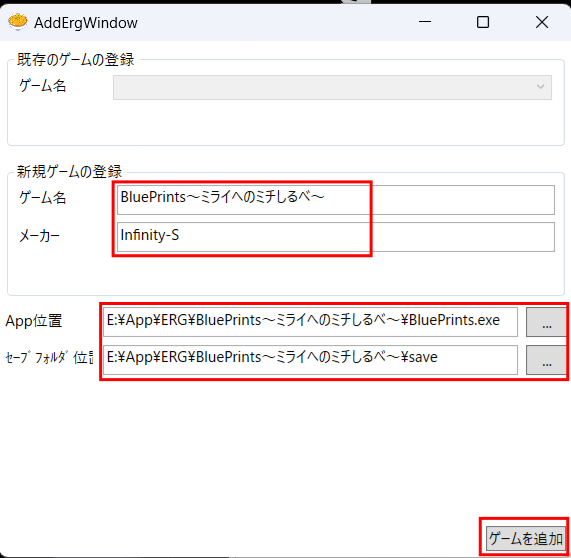 AddErgWindow
既存のゲームの登録
ゲーム名
新規ゲームの登録
ゲーム名
BluePrints～ミライへのミチしるべ～
メーカー
Infinity-S
App位置
E:¥App¥ERG¥BluePrints～ミライへのミチしるべ～¥BluePrints.exe
...
ｾｰﾌﾞﾌｫﾙﾀﾞ位置
E:¥App¥ERG¥BluePrints～ミライへのミチしるべ～¥save
...
ゲームを追加